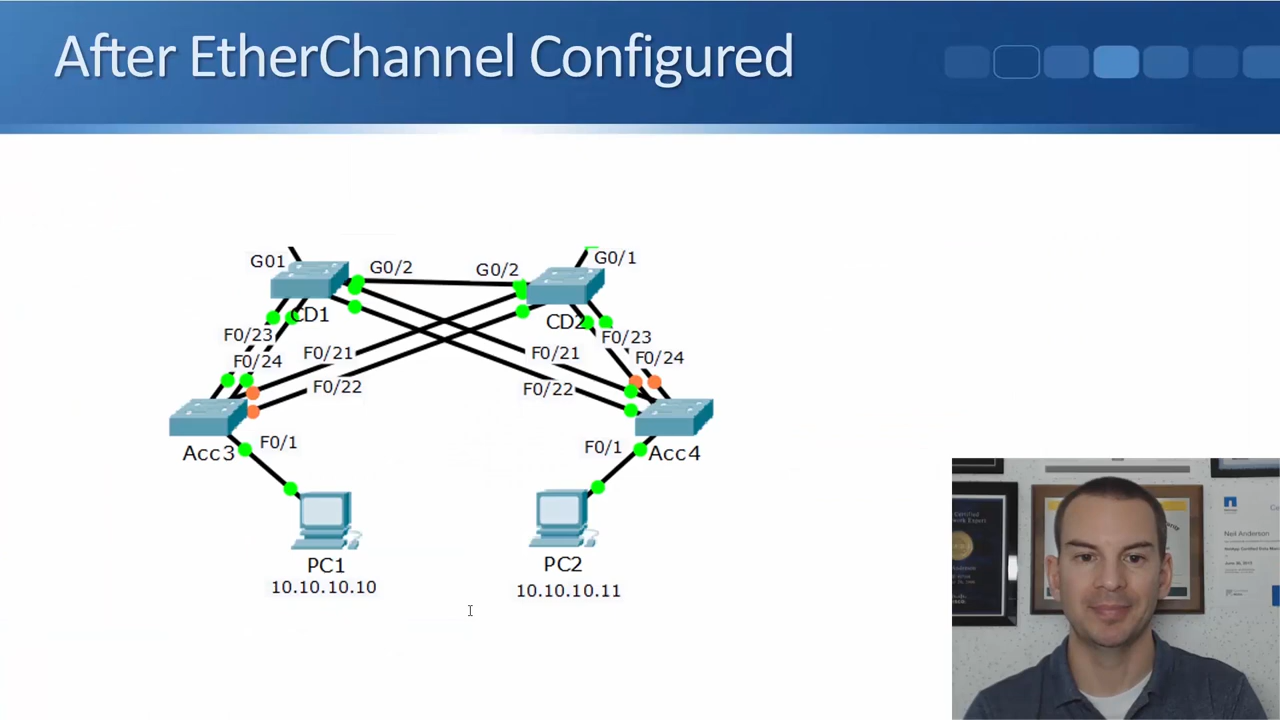 After EtherChannel Configured
G01
G0/2
G0/2
G0/1
CD1
CD2
F0/23
F0/23
F0/24
F0/21
F0/21
F0/24
F0/22
F0/22
F0/1
F0/1
Acc3
Acc4
PC1
PC2
10.10.10.10
10.10.10.11
Neil Anderson